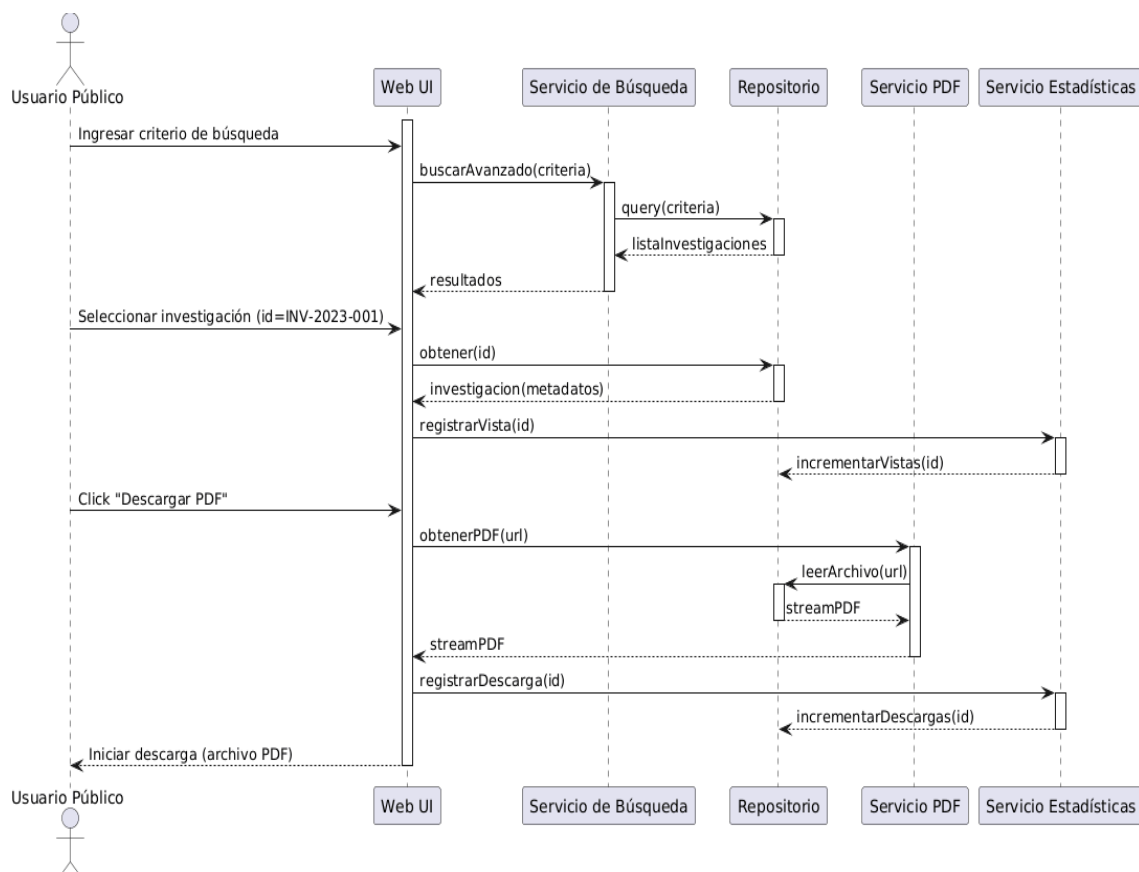 Usuario Público
Web UI
Servicio de Búsqueda
Repositorio
Servicio PDF
Servicio Estadísticas
Ingresar criterio de búsqueda
buscarAvanzado(criteria)
query(criteria)
listaInvestigaciones
resultados
Seleccionar investigación (id=INV-2023-001)
obtener(id)
investigacion(metadatos)
registrarVista(id)
incrementarVistas(id)
Click "Descargar PDF"
obtenerPDF(url)
leerArchivo(url)
streamPDF
streamPDF
registrarDescarga(id)
incrementarDescargas(id)
Iniciar descarga (archivo PDF)
Usuario Público
Web UI
Servicio de Búsqueda
Repositorio
Servicio PDF
Servicio Estadísticas